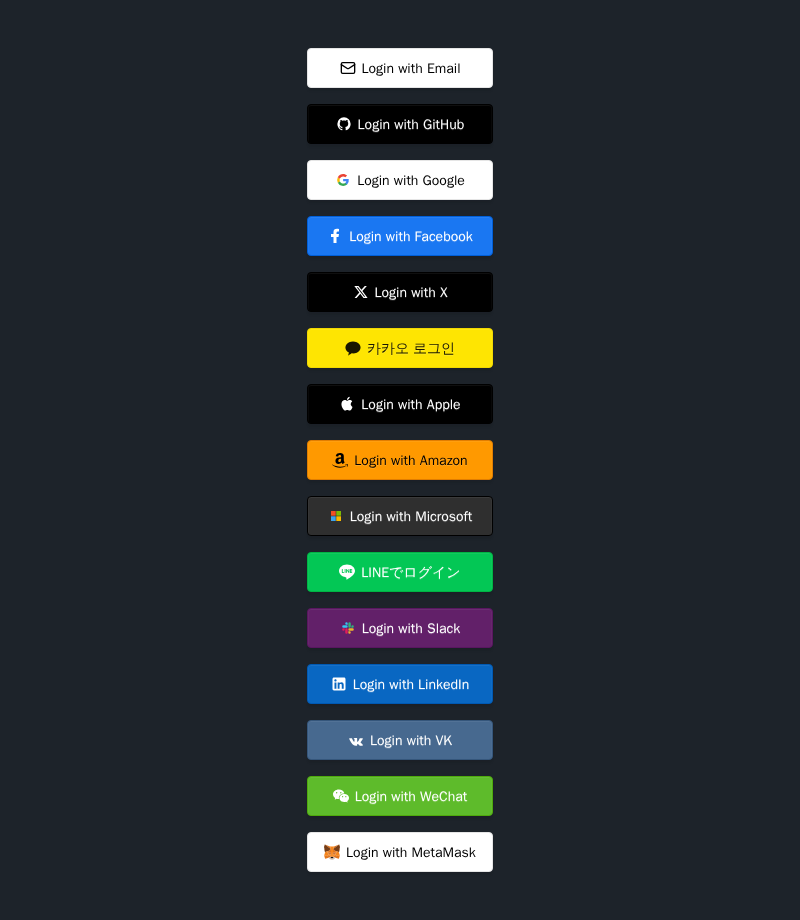 Login with Email
Login with GitHub
Login with Google
Login with Facebook
Login with X
카카오 로그인
Login with Apple
Login with Amazon
Login with Microsoft
LINEでログイン
Login with Slack
Login with LinkedIn
Login with VK
Login with WeChat
Login with MetaMask